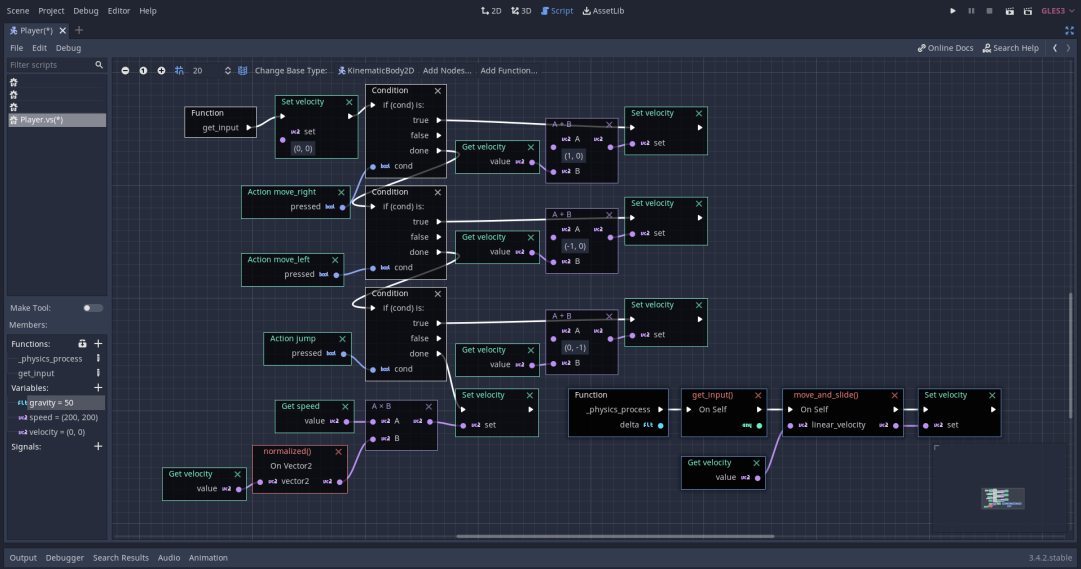 Scene Project Debug Editor Help
2D 3D Script AssetLib
GLES3
Player(*)
File Edit Debug
Online Docs Search Help
Filter scripts
Player.vs(*)
20 Change Base Type: KinematicBody2D Add Nodes... Add Function...
Function
get_input
Set velocity
set
(0, 0)
Condition
if (cond) is:
true
false
done
cond
Get velocity
value
A + B
A
(1, 0)
B
Set velocity
set
Action move_right
pressed
Condition
if (cond) is:
true
false
done
cond
Get velocity
value
A + B
A
(-1, 0)
B
Set velocity
set
Action move_left
pressed
Condition
if (cond) is:
true
false
done
cond
Get velocity
value
A + B
A
(0, -1)
B
Set velocity
set
Action jump
pressed
Get speed
value
A × B
A
B
Set velocity
set
normalized()
On Vector2
vector2
Get velocity
value
Function
_physics_process
delta
get_input()
On Self
move_and_slide()
On Self
linear_velocity
Set velocity
set
Get velocity
value
Make Tool:
Members:
Functions:
_physics_process
get_input
Variables:
gravity = 50
speed = (200, 200)
velocity = (0, 0)
Signals:
Output Debugger Search Results Audio Animation
3.4.2.stable